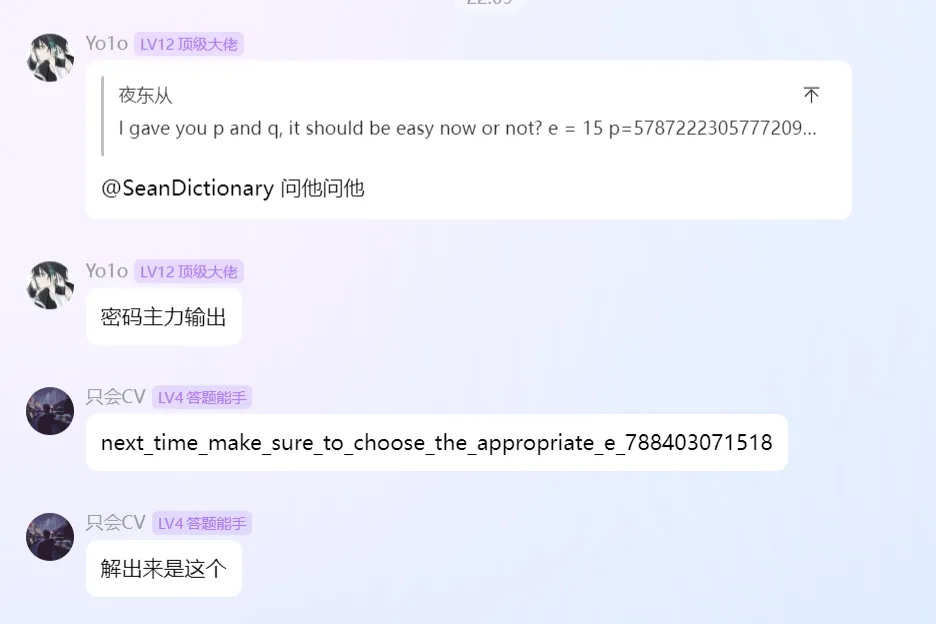 Yo1o LV12 顶级大佬
夜东从
I gave you p and q, it should be easy now or not? e = 15 p=5787222305777209...
@SeanDictionary 问他问他
Yo1o LV12 顶级大佬
密码主力输出
只会CV LV4 答题能手
next_time_make_sure_to_choose_the_appropriate_e_788403071518
只会CV LV4 答题能手
解出来是这个